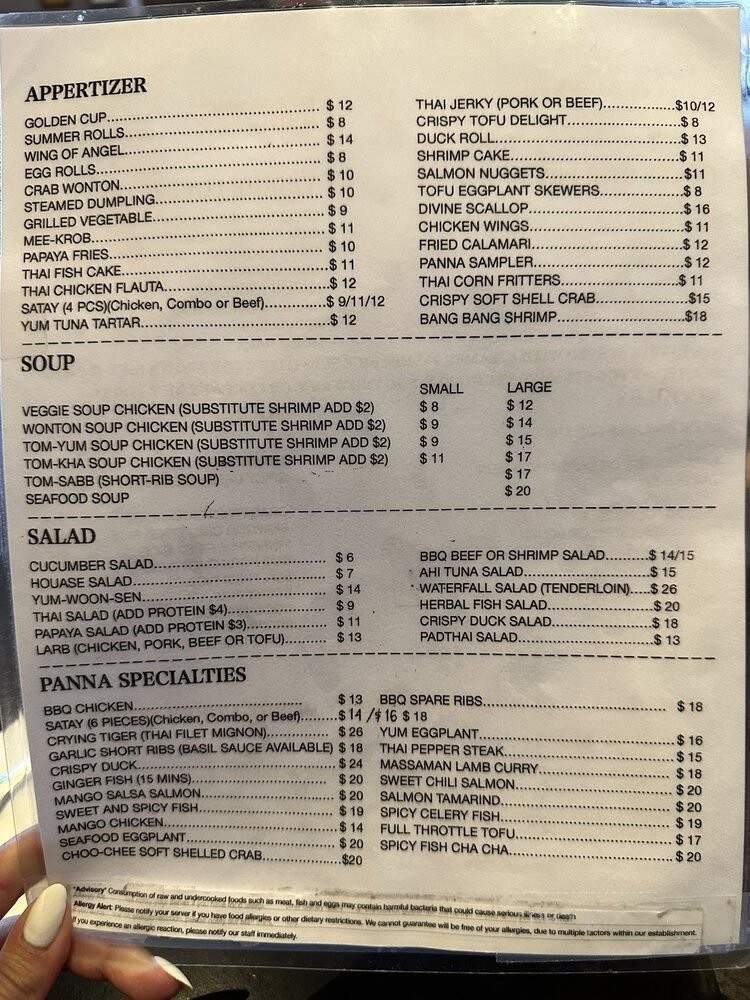 APPERTIZER
GOLDEN CUP............ $ 12
SUMMER ROLLS............ $ 8
WING OF ANGEL............ $ 14
EGG ROLLS............ $ 8
CRAB WONTON............ $ 10
STEAMED DUMPLING............ $ 10
GRILLED VEGETABLE............ $ 9
MEE-KROB............ $ 11
PAPAYA FRIES............ $ 10
THAI FISH CAKE............ $ 11
THAI CHICKEN FLAUTA............ $ 12
SATAY (4 PCS)(Chicken, Combo or Beef)............ $ 9/11/12
YUM TUNA TARTAR............ $ 12
THAI JERKY (PORK OR BEEF)............ $10/12
CRISPY TOFU DELIGHT............ $ 8
DUCK ROLL............ $ 13
SHRIMP CAKE............ $ 11
SALMON NUGGETS............ $11
TOFU EGGPLANT SKEWERS............ $ 8
DIVINE SCALLOP............ $ 16
CHICKEN WINGS............ $ 11
FRIED CALAMARI............ $ 12
PANNA SAMPLER............ $ 12
THAI CORN FRITTERS............ $ 11
CRISPY SOFT SHELL CRAB............ $15
BANG BANG SHRIMP............ $18
SOUP
SMALL LARGE
VEGGIE SOUP CHICKEN (SUBSTITUTE SHRIMP ADD $2) $ 8 $ 12
WONTON SOUP CHICKEN (SUBSTITUTE SHRIMP ADD $2) $ 9 $ 14
TOM-YUM SOUP CHICKEN (SUBSTITUTE SHRIMP ADD $2) $ 9 $ 15
TOM-KHA SOUP CHICKEN (SUBSTITUTE SHRIMP ADD $2) $ 11 $ 17
TOM-SABB (SHORT-RIB SOUP) $ 17
SEAFOOD SOUP $ 20
SALAD
CUCUMBER SALAD............ $ 6
HOUASE SALAD............ $ 7
YUM-WOON-SEN............ $ 14
THAI SALAD (ADD PROTEIN $4)............ $ 9
PAPAYA SALAD (ADD PROTEIN $3)............ $ 11
LARB (CHICKEN, PORK, BEEF OR TOFU)............ $ 13
BBQ BEEF OR SHRIMP SALAD............ $ 14/15
AHI TUNA SALAD............ $ 15
WATERFALL SALAD (TENDERLOIN)............ $ 26
HERBAL FISH SALAD............ $ 20
CRISPY DUCK SALAD............ $ 18
PADTHAI SALAD............ $ 13
PANNA SPECIALTIES
BBQ CHICKEN............ $ 13
SATAY (6 PIECES)(Chicken, Combo, or Beef)............ $ 14 /$ 16 $ 18
CRYING TIGER (THAI FILET MIGNON)............ $ 26
GARLIC SHORT RIBS (BASIL SAUCE AVAILABLE) $ 18
CRISPY DUCK............ $ 24
GINGER FISH (15 MINS)............ $ 20
MANGO SALSA SALMON............ $ 20
SWEET AND SPICY FISH............ $ 19
MANGO CHICKEN............ $ 14
SEAFOOD EGGPLANT............ $ 20
CHOO-CHEE SOFT SHELLED CRAB............ $20
BBQ SPARE RIBS............ $ 18
YUM EGGPLANT............ $ 16
THAI PEPPER STEAK............ $ 15
MASSAMAN LAMB CURRY............ $ 18
SWEET CHILI SALMON............ $ 20
SALMON TAMARIND............ $ 20
SPICY CELERY FISH............ $ 19
FULL THROTTLE TOFU............ $ 17
SPICY FISH CHA CHA............ $ 20
*Advisory* Consumption of raw and undercooked foods such as meat, fish and eggs may contain harmful bacteria that could cause serious illness or death
Allergy Alert: Please notify your server if you have food allergies or other dietary restrictions. We cannot guarantee will be free of your allergies, due to multiple factors within our establishment.
If you experience an allergic reaction, please notify our staff immediately.